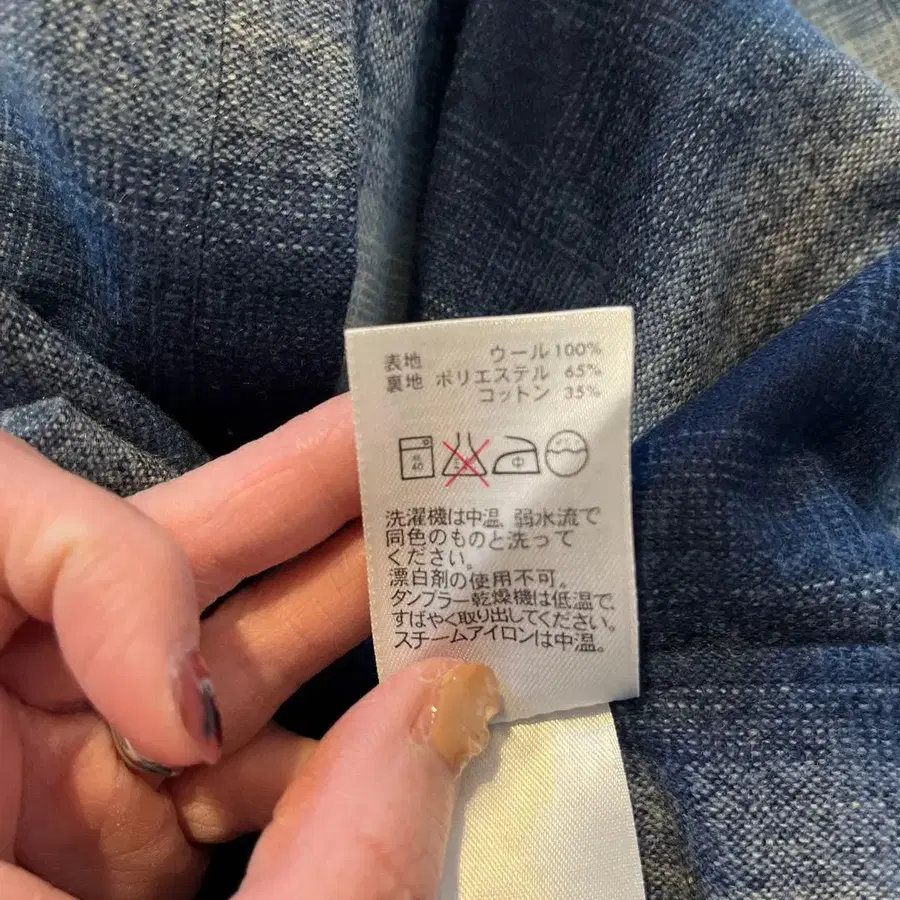 表地 ウール100%
裏地 ポリエステル 65%
コットン 35%
40 中
洗濯機は中温、弱水流で
同色のものと洗って
ください。
漂白剤の使用不可。
タンブラー乾燥機は低温で、
すばやく取り出してください。
スチームアイロンは中温。